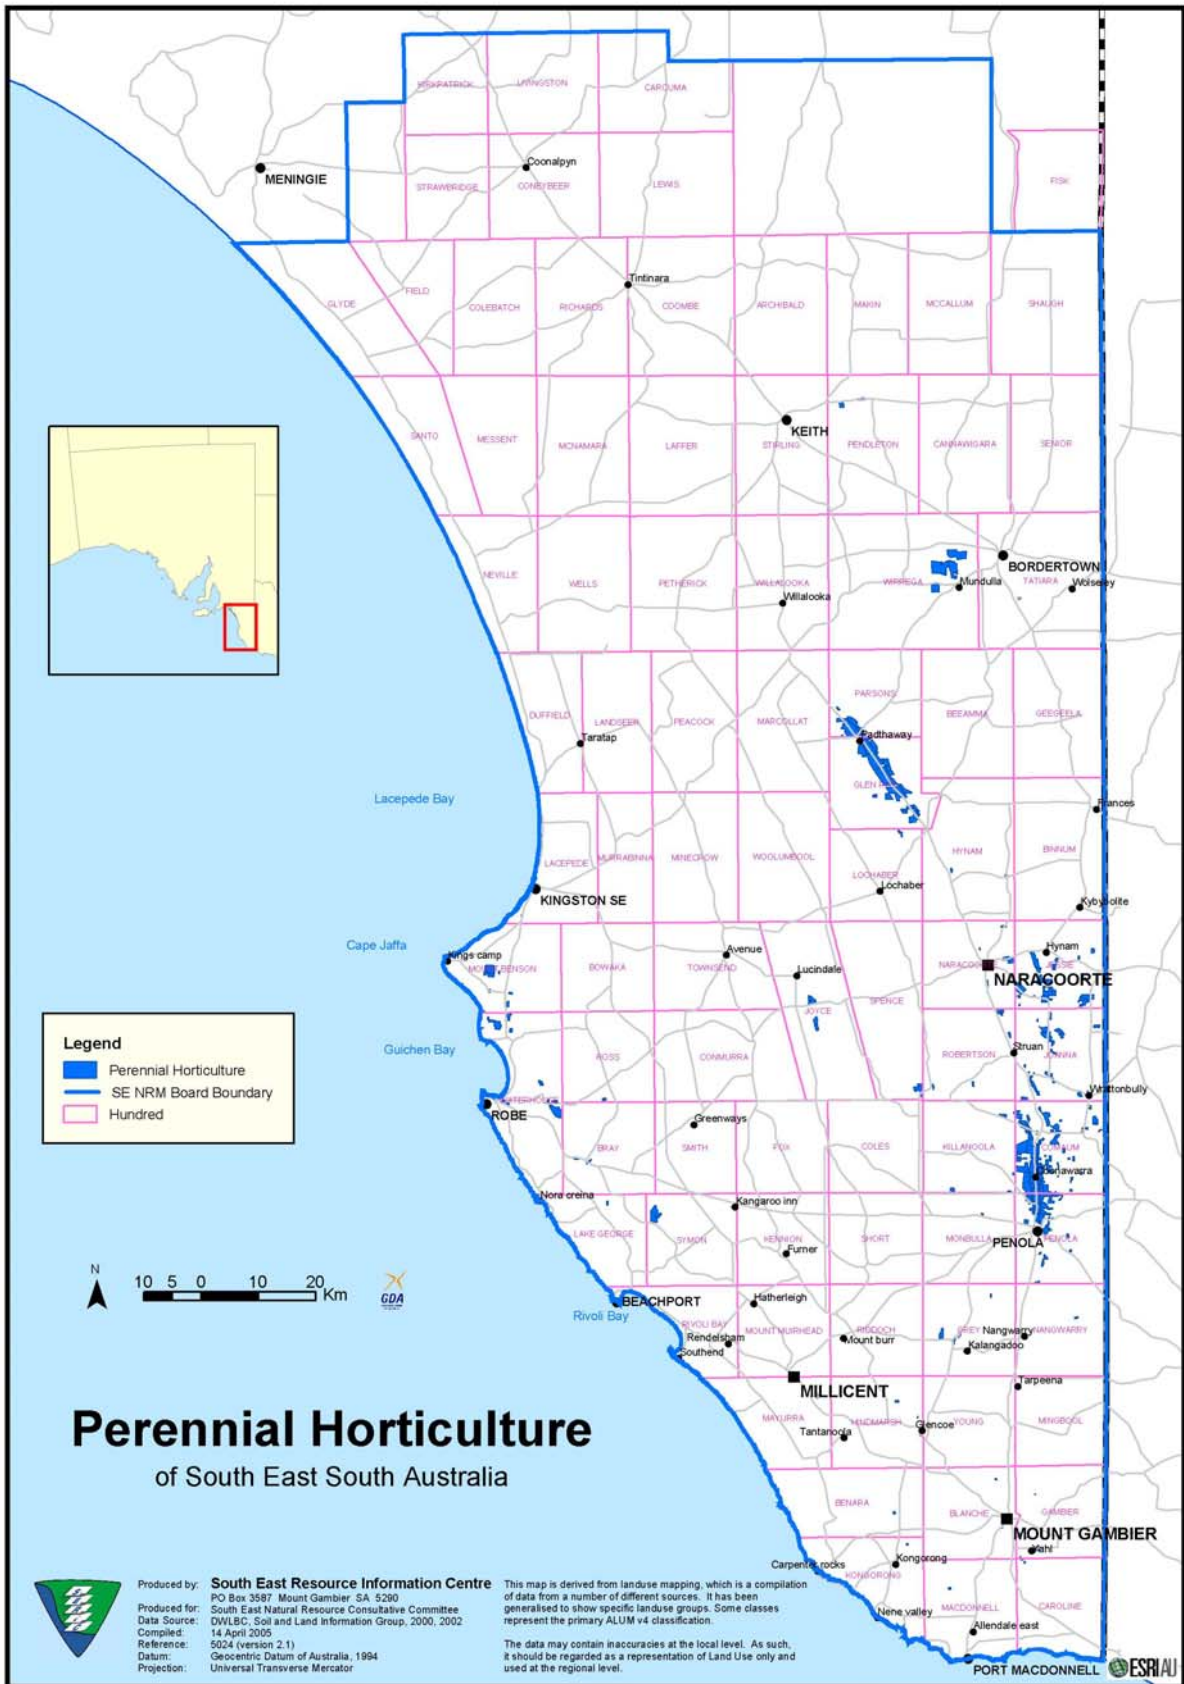 KIRKPATRICK
LIVINGSTON
CARCUMA
MENINGIE
Coonalpyn
STRAWBRIDGE
CONEYBEER
LEWIS
FISK
GLYDE
FIELD
COLEBATCH
RICHARDS
Tintinara
COOMBE
ARCHIBALD
MAKIN
MCCALLUM
SHAUGH
SANTO
MESSENT
MCNAMARA
LAFFER
KEITH
STIRLING
PENDLETON
CANNAWIGARA
SENIOR
NEVILLE
WELLS
PETHERICK
WILLALOOKA
Willalooka
WIRREGA
Mundulla
BORDERTOWN
TATIARA
Wolseley
DUFFIELD
LANDSEER
Taratap
PEACOCK
MARCOLLAT
PARSONS
Padthaway
GLEN R
BEEAMMA
GEEGEELA
Lacepede Bay
Frances
LACEPEDE
MURRABINNA
MINECROW
WOOLUMBOOL
LOCHABER
Lochaber
HYNAM
BINNUM
KINGSTON SE
Kybybolite
Cape Jaffa
Kings camp
MOUNT BENSON
BOWAKA
TOWNSEND
Avenue
Lucindale
JOYCE
SPENCE
NARACOO
Hynam
JESSIE
NARACOORTE
Guichen Bay
ROSS
CONMURRA
ROBERTSON
Struan
JOANNA
Wrattonbully
WATERHOUSE
ROBE
BRAY
SMITH
Greenways
FOX
COLES
KILLANOOLA
COMAUM
Coonawarra
Nora creina
Kangaroo inn
LAKE GEORGE
SYMON
KENNION
Furner
SHORT
MONBULLA
PENOLA
PENOLA
BEACHPORT
Rivoli Bay
Hatherleigh
RIVOLI BAY
Rendelsham
Southend
MOUNT MUIRHEAD
RIDDOCH
Mount burr
GREY
Nangwarry
NANGWARRY
Kalangadoo
MILLICENT
Tarpeena
MAYURRA
Tantanoola
HINDMARSH
Glencoe
YOUNG
MINGBOOL
BENARA
BLANCHE
GAMBIER
MOUNT GAMBIER
Yahl
Carpenter rocks
Kongorong
KONGORONG
Nene valley
MACDONNELL
CAROLINE
Allendale east
PORT MACDONNELL
Legend
Perennial Horticulture
SE NRM Board Boundary
Hundred
N
10 5 0 10 20
Km
GDA
Perennial Horticulture
of South East South Australia
Produced by: South East Resource Information Centre
PO Box 3587 Mount Gambier SA 5290
Produced for: South East Natural Resource Consultative Committee
Data Source: DWLBC, Soil and Land Information Group, 2000, 2002
Compiled: 14 April 2005
Reference: 5024 (version 2.1)
Datum: Geocentric Datum of Australia, 1994
Projection: Universal Transverse Mercator
This map is derived from landuse mapping, which is a compilation
of data from a number of different sources. It has been
generalised to show specific landuse groups. Some classes
represent the primary ALUM v4 classification.
The data may contain inaccuracies at the local level. As such,
it should be regarded as a representation of Land Use only and
used at the regional level.
ESRI AU